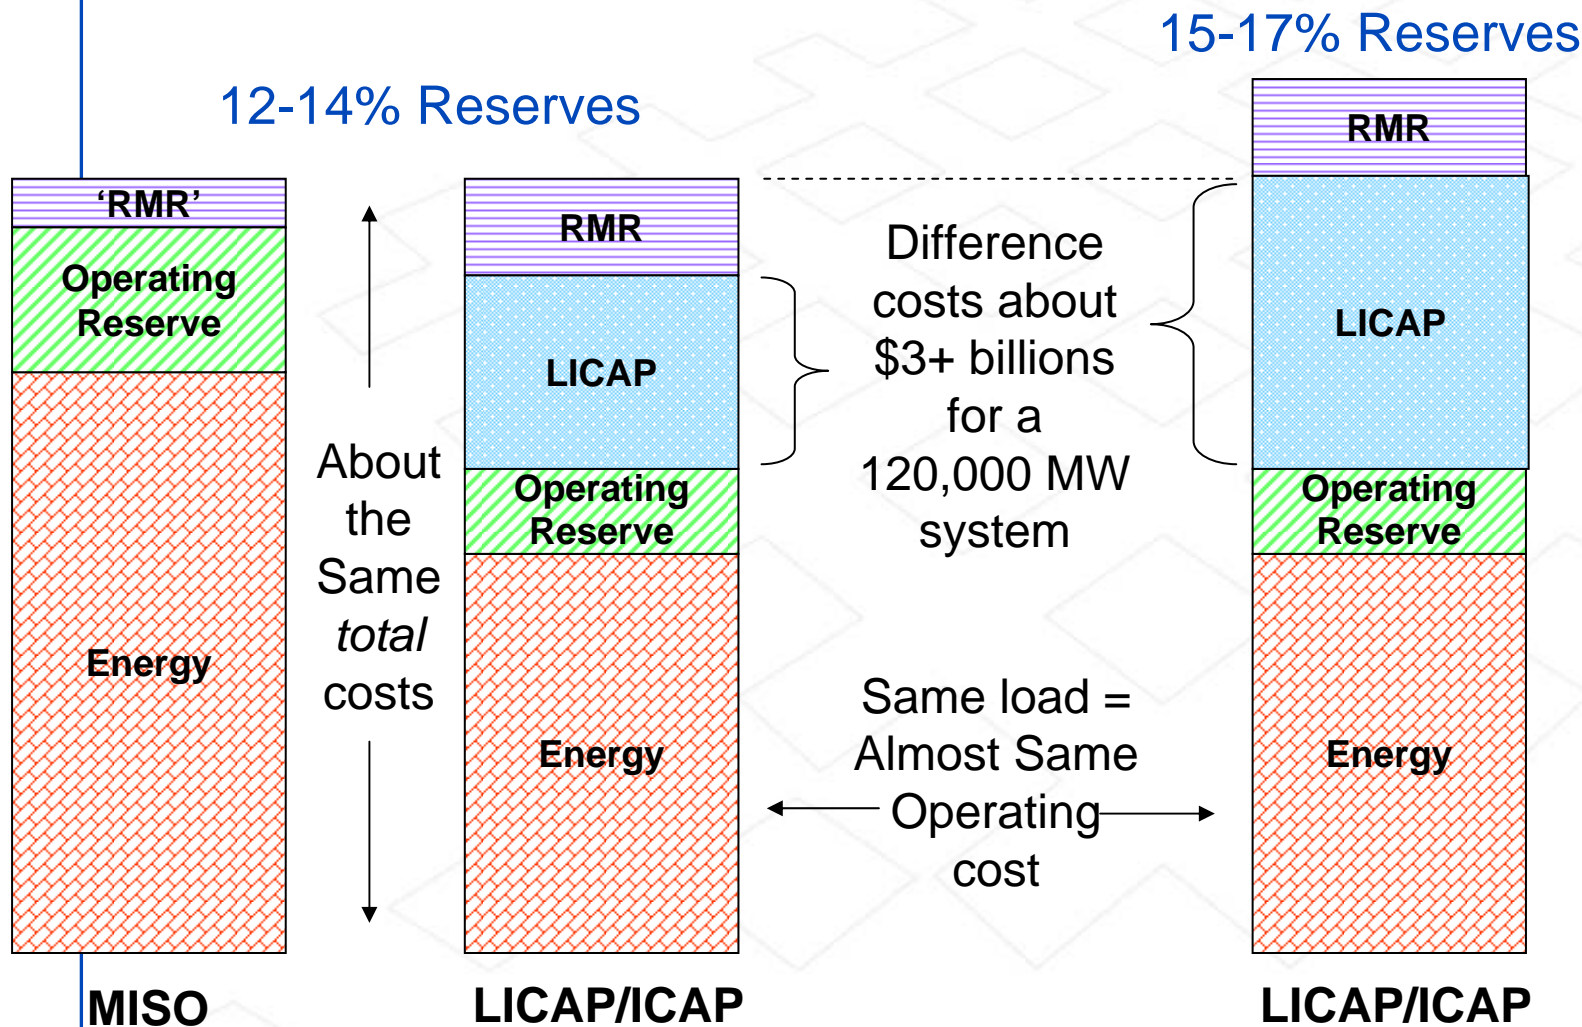 15-17% Reserves
12-14% Reserves
‘RMR’
Operating
Reserve
Energy
MISO
About
the
Same
total
costs
RMR
LICAP
Operating
Reserve
Energy
LICAP/ICAP
Difference
costs about
$3+ billions
for a
120,000 MW
system
Same load =
Almost Same
Operating
cost
RMR
LICAP
Operating
Reserve
Energy
LICAP/ICAP